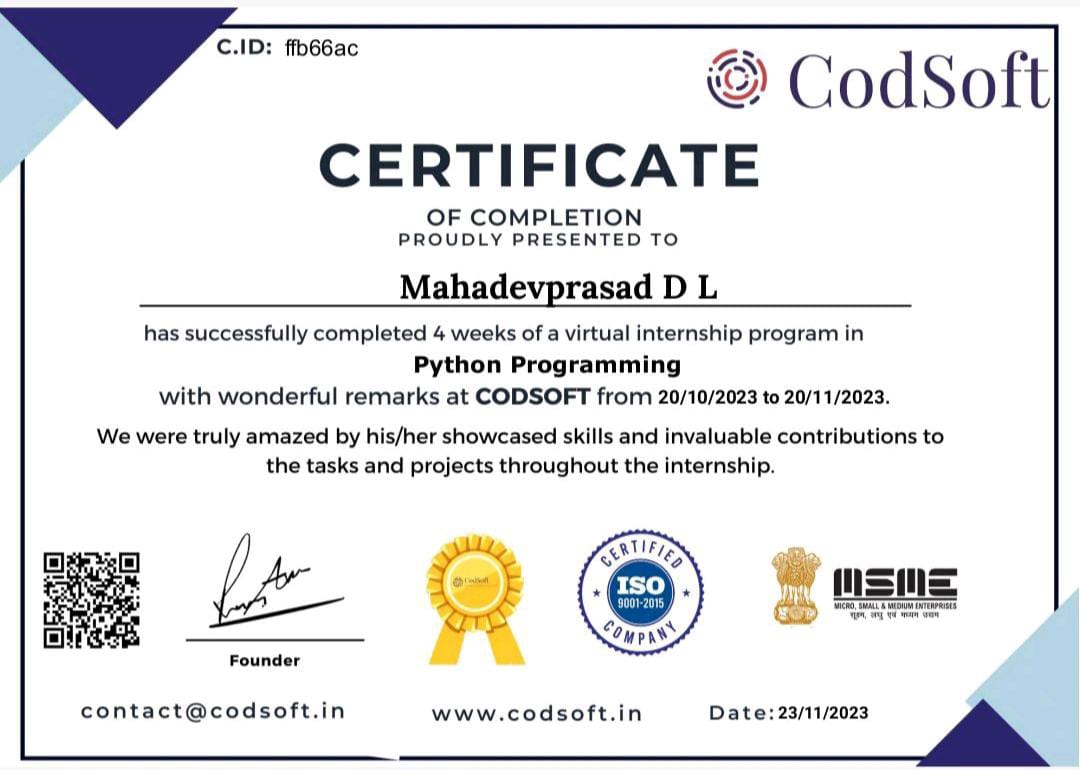 C.ID: ffb66ac
CodSoft
CERTIFICATE
OF COMPLETION
PROUDLY PRESENTED TO
Mahadevprasad D L
has successfully completed 4 weeks of a virtual internship program in
Python Programming
with wonderful remarks at CODSOFT from 20/10/2023 to 20/11/2023.
We were truly amazed by his/her showcased skills and invaluable contributions to
the tasks and projects throughout the internship.
Founder
CodSoft
CERTIFIED
ISO
9001-2015
COMPANY
MSME
MICRO, SMALL & MEDIUM ENTERPRISES
सूक्ष्म, लघु एवं मध्यम उद्यम
contact@codsoft.in
www.codsoft.in
Date: 23/11/2023